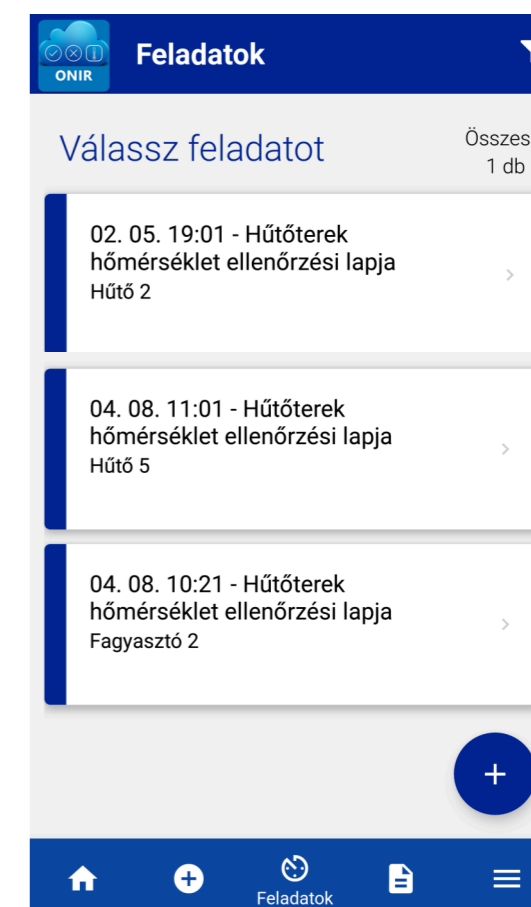 ONIR
Feladatok
Válassz feladatot
Összes
1 db
02. 05. 19:01 - Hűtőterek
hőmérséklet ellenőrzési lapja
Hűtő 2
04. 08. 11:01 - Hűtőterek
hőmérséklet ellenőrzési lapja
Hűtő 5
04. 08. 10:21 - Hűtőterek
hőmérséklet ellenőrzési lapja
Fagyasztó 2
Feladatok